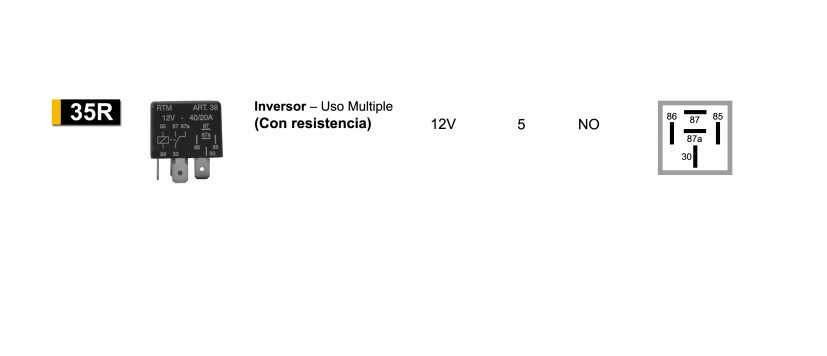 35R
RTM ART. 38
12V - 40/20A
85 87 87a
87
87a
86
85
86 30
30
Inversor – Uso Multiple
(Con resistencia)
12V
5
NO
86
87
85
87a
30